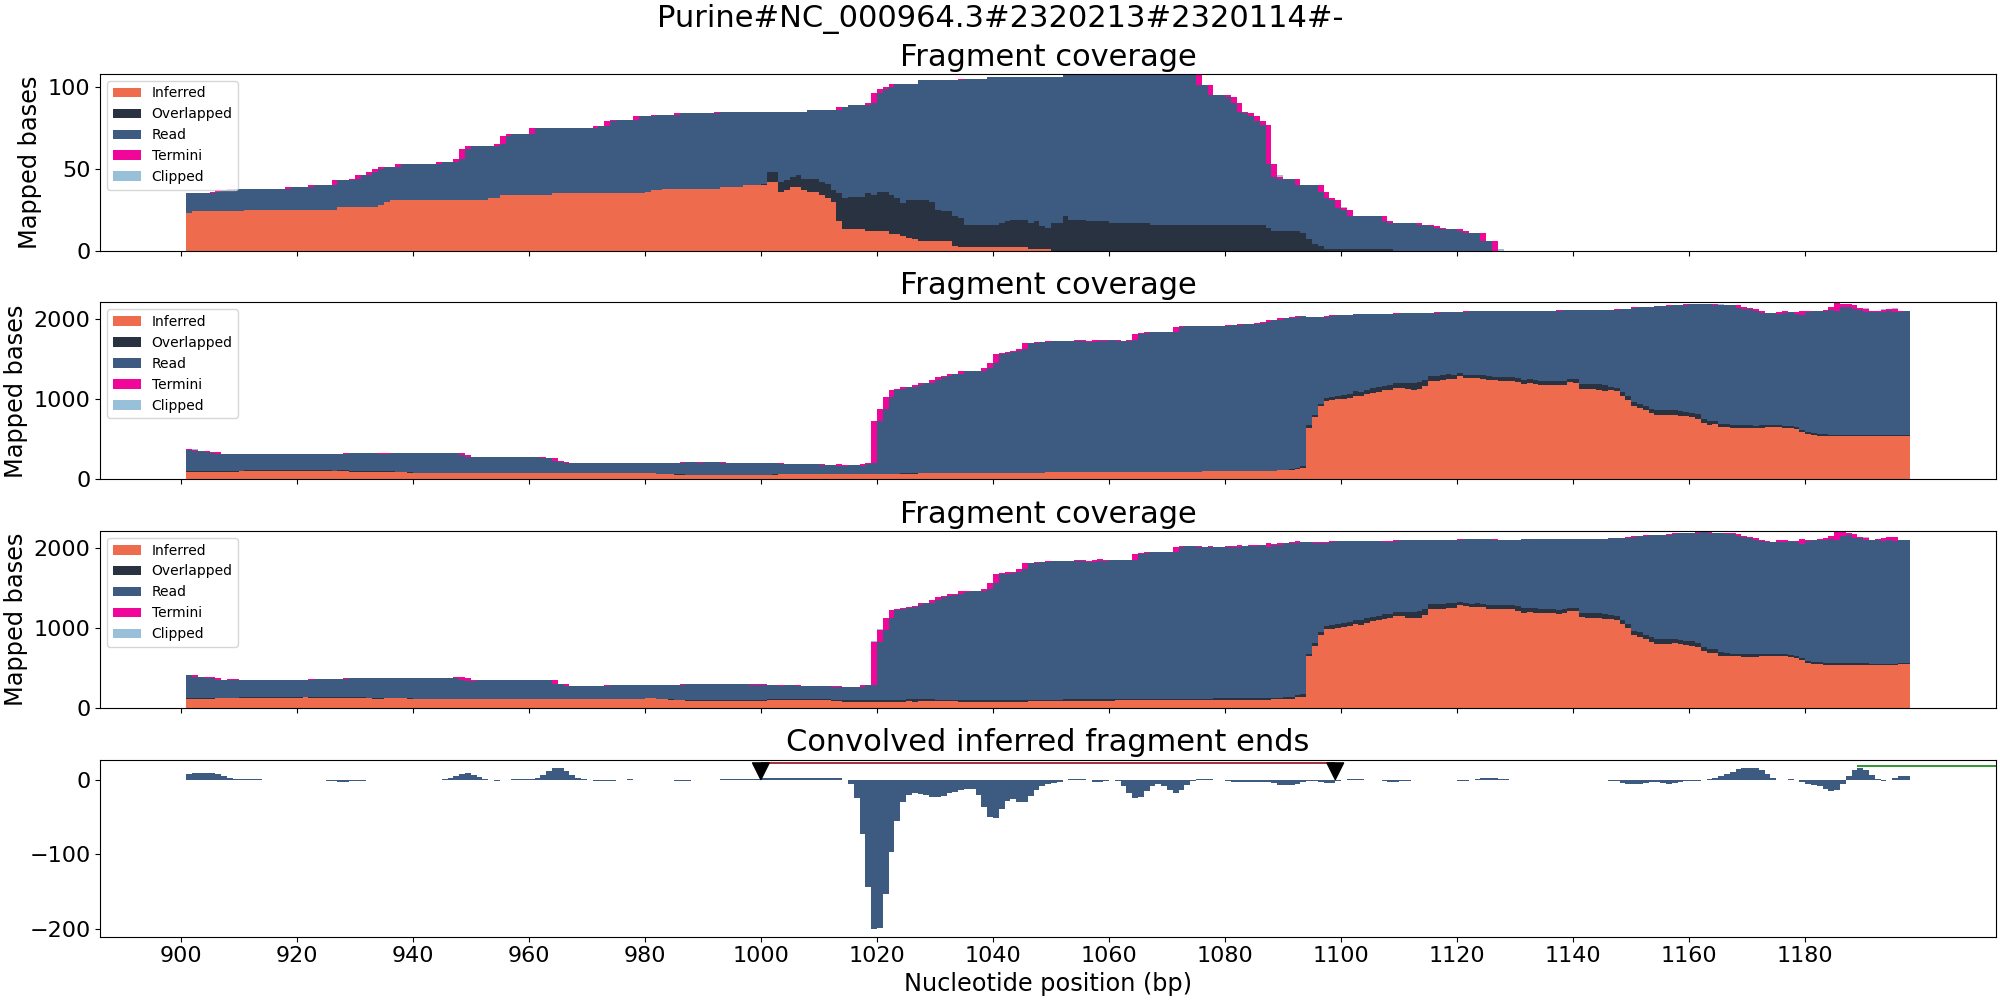 Purine#NC_000964.3#2320213#2320114#-
Fragment coverage
Mapped bases
100
50
0
Inferred
Overlapped
Read
Termini
Clipped
Fragment coverage
Mapped bases
2000
1000
0
Inferred
Overlapped
Read
Termini
Clipped
Fragment coverage
Mapped bases
2000
1000
0
Inferred
Overlapped
Read
Termini
Clipped
Convolved inferred fragment ends
0
−100
−200
900 920 940 960 980 1000 1020 1040 1060 1080 1100 1120 1140 1160 1180
Nucleotide position (bp)